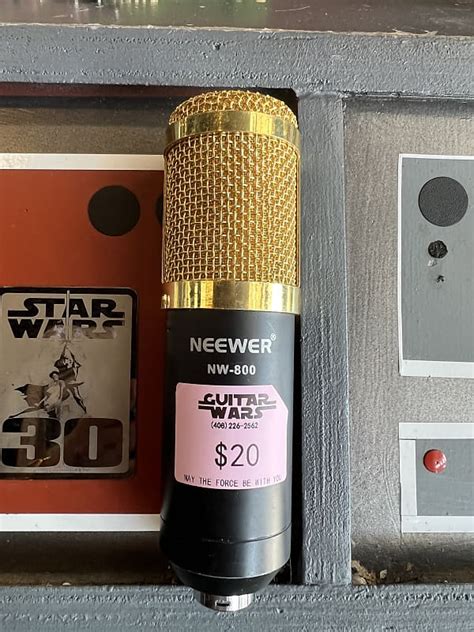 STAR
WARS
30
NEEWER®
NW-800
GUITAR
WARS
(406) 226-2562
$20
MAY THE FORCE BE WITH YOU